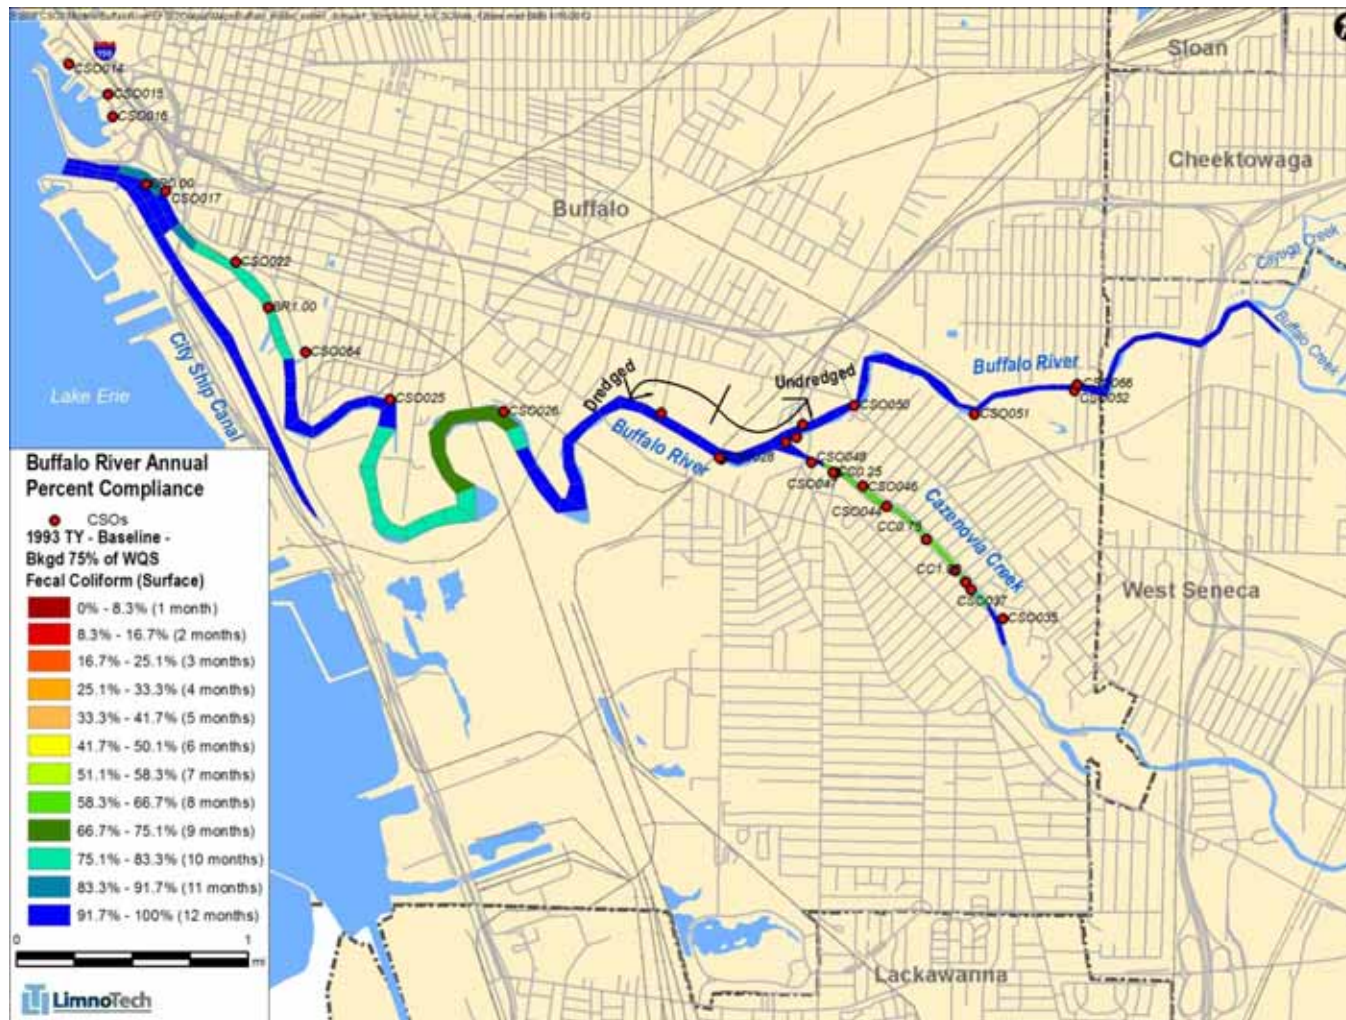 Sloan
Cheektowaga
Buffalo
Cayuga Creek
Buffalo Creek
150
CSO014
CSO015
CSO016
CSO017
CSO022
BR1.00
CSO064
CSO025
CSO026
City Ship Canal
Lake Erie
Dredged
Undredged
Buffalo River
Buffalo River
CSO050
CSO051
CSO066
CSO052
CSO048
CSO047
CC0.25
CSO046
CSO044
CC0.75
Cazenovia Creek
CSO037
CSO035
West Seneca
Lackawanna
Buffalo River Annual
Percent Compliance
CSOs
1993 TY - Baseline -
Bkgd 75% of WQS
Fecal Coliform (Surface)
0% - 8.3% (1 month)
8.3% - 16.7% (2 months)
16.7% - 25.1% (3 months)
25.1% - 33.3% (4 months)
33.3% - 41.7% (5 months)
41.7% - 50.1% (6 months)
51.1% - 58.3% (7 months)
58.3% - 66.7% (8 months)
66.7% - 75.1% (9 months)
75.1% - 83.3% (10 months)
83.3% - 91.7% (11 months)
91.7% - 100% (12 months)
0 1
mi
LimnoTech